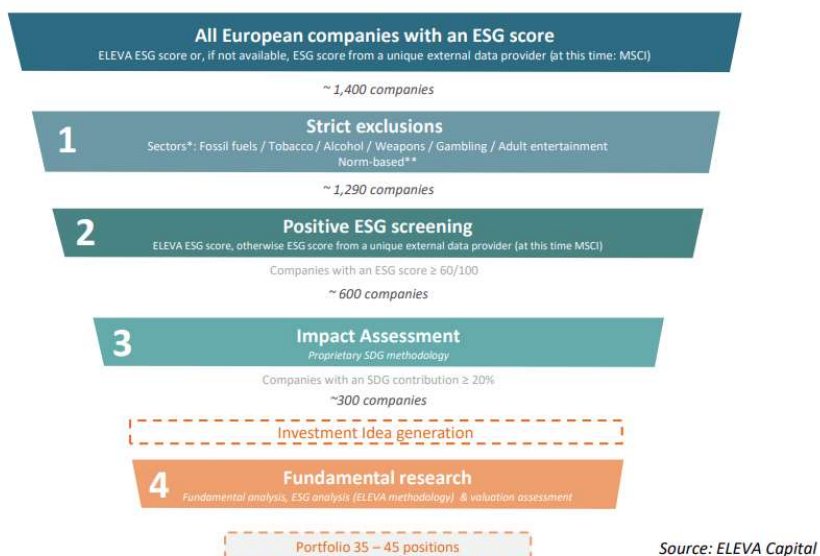 All European companies with an ESG score
ELEVA ESG score or, if not available, ESG score from a unique external data provider (at this time: MSCI)
~ 1,400 companies
1
Strict exclusions
Sectors*: Fossil fuels / Tobacco / Alcohol / Weapons / Gambling / Adult entertainment
Norm-based**
~ 1,290 companies
2
Positive ESG screening
ELEVA ESG score, otherwise ESG score from a unique external data provider (at this time MSCI)
Companies with an ESG score ≥ 60/100
~ 600 companies
3
Impact Assessment
Proprietary SDG methodology
Companies with an SDG contribution ≥ 20%
~300 companies
Investment Idea generation
4
Fundamental research
Fundamental analysis, ESG analysis (ELEVA methodology) & valuation assessment
Portfolio 35 – 45 positions
Source: ELEVA Capital